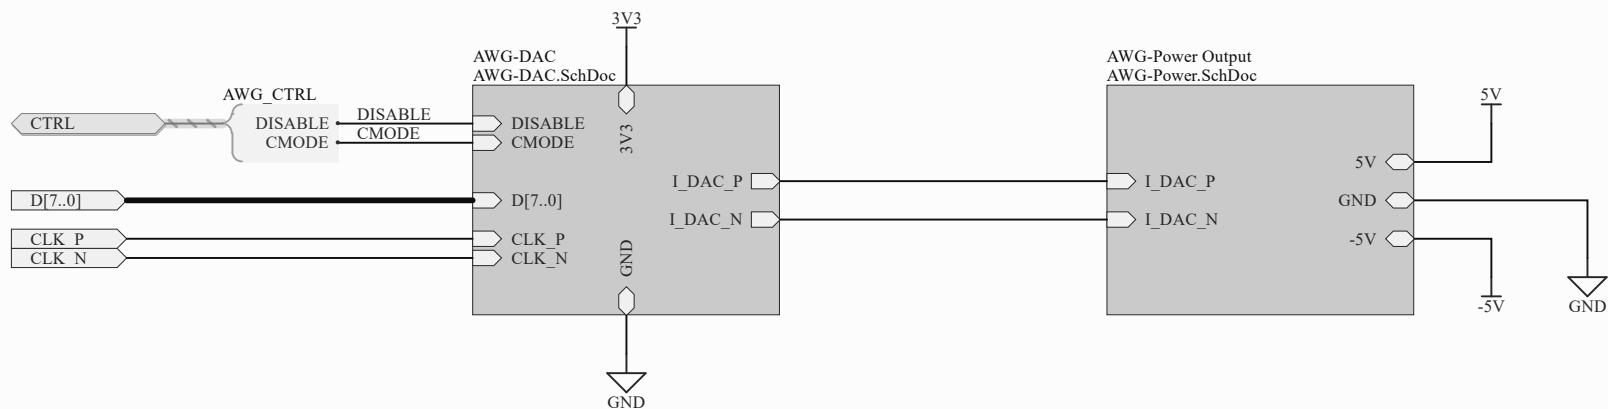 3V3
AWG-DAC
AWG-DAC.SchDoc
AWG-Power Output
AWG-Power.SchDoc
AWG_CTRL
5V
CTRL
DISABLE
DISABLE
DISABLE
CMODE
CMODE
CMODE
3V3
5V
I_DAC_P
I_DAC_P
D[7..0]
D[7..0]
GND
I_DAC_N
I_DAC_N
CLK_P
CLK_P
-5V
CLK_N
CLK_N
GND
-5V
GND
GND